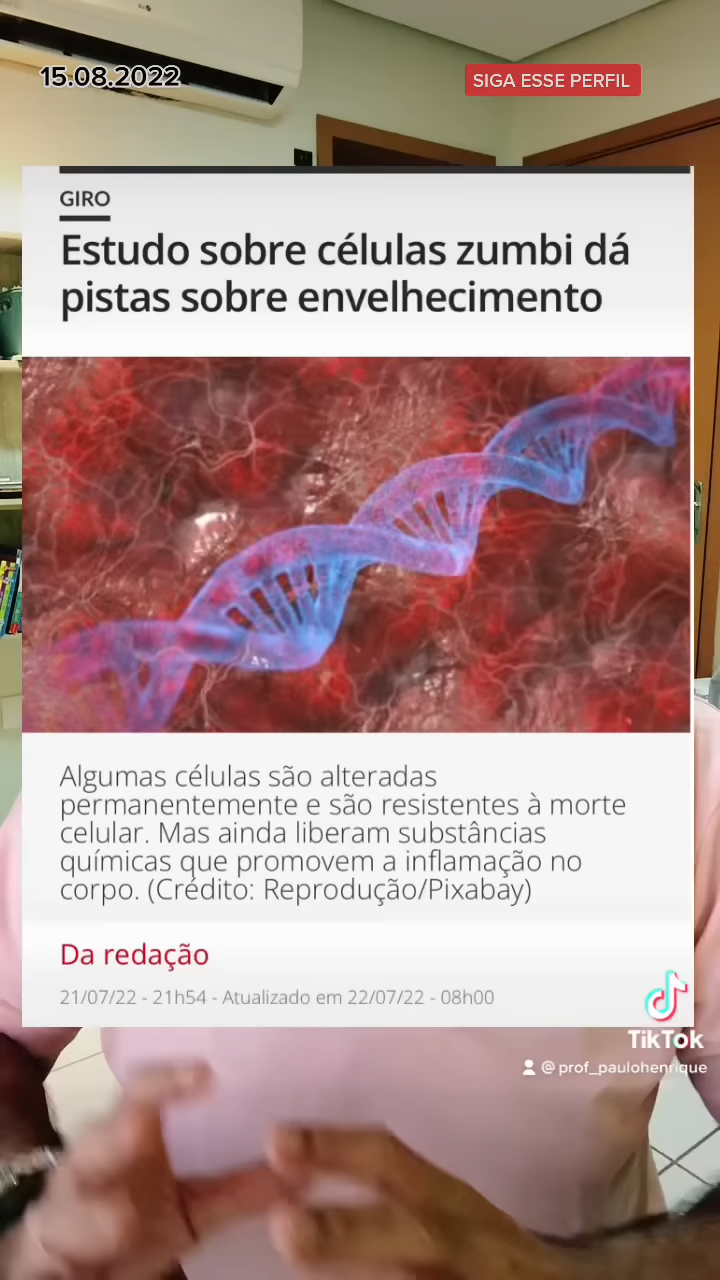 15.08.2022
SIGA ESSE PERFIL
GIRO
Estudo sobre células zumbi dá
pistas sobre envelhecimento
Algumas células são alteradas
permanentemente e são resistentes à morte
celular. Mas ainda liberam substâncias
químicas que promovem a inflamação no
corpo. (Crédito: Reprodução/Pixabay)
Da redação
21/07/22 - 21h54 - Atualizado em 22/07/22 - 08h00
TikTok
@prof_paulohenrique